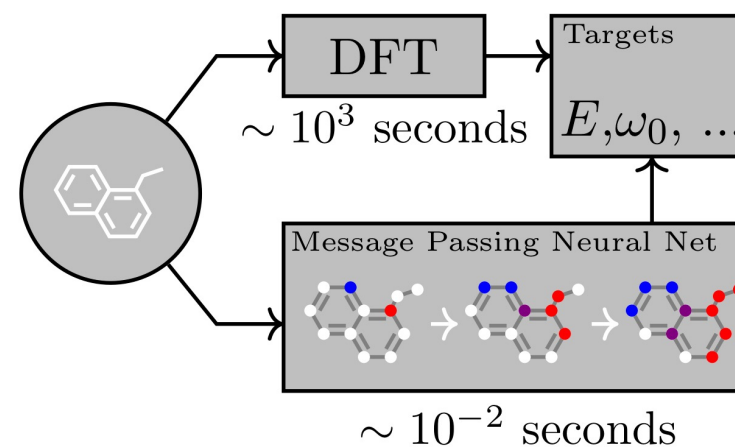 DFT
~ 10³ seconds
Targets
E,ω₀, ...
Message Passing Neural Net
~ 10⁻² seconds